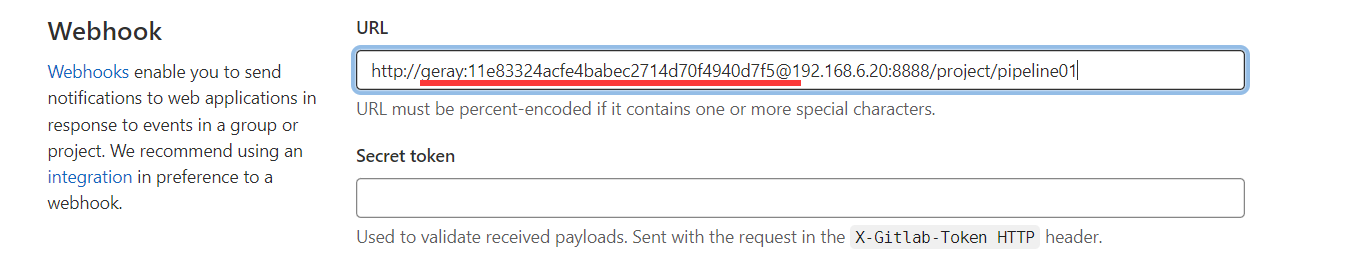 Webhook
Webhooks enable you to send
notifications to web applications in
response to events in a group or
project. We recommend using an
integration in preference to a
webhook.
URL
http://geray:11e83324acfe4babec2714d70f4940d7f5@192.168.6.20:8888/project/pipeline01
URL must be percent-encoded if it contains one or more special characters.
Secret token
Used to validate received payloads. Sent with the request in the X-Gitlab-Token HTTP header.